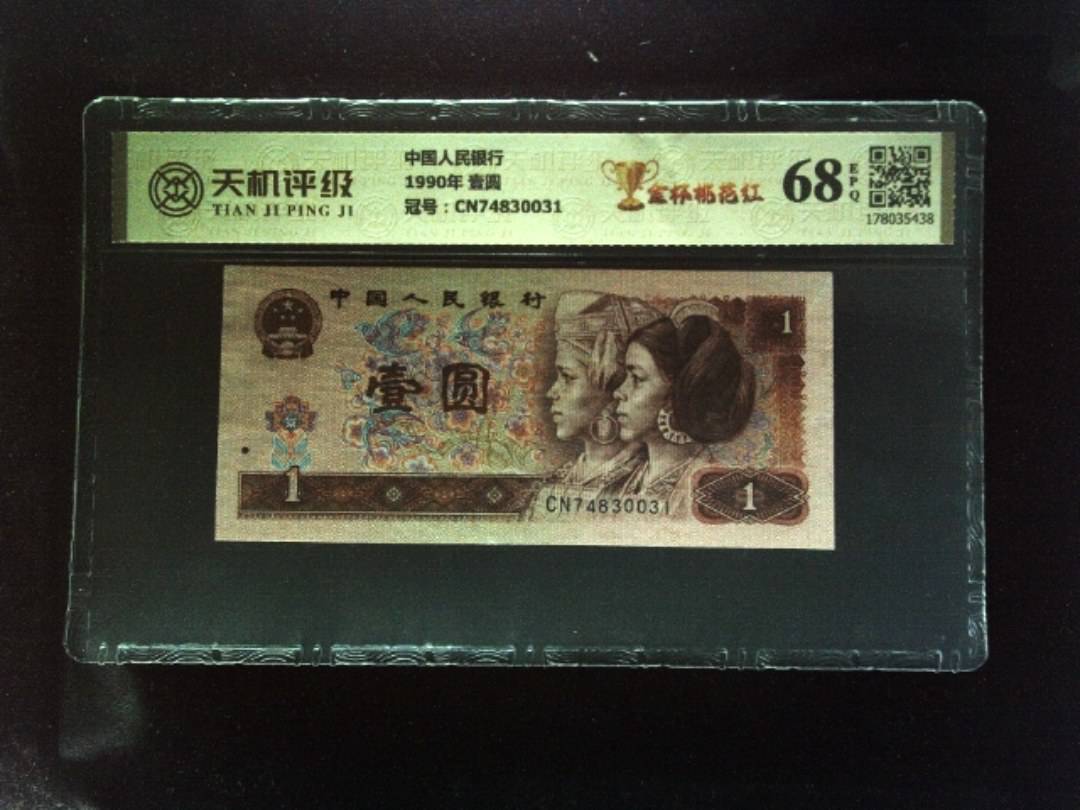 天机评级
TIAN JI PING JI
中国人民银行
1990年 壹圆
冠号：CN74830031
金杯桃花红
68
EPQ
178035438
中国人民银行
壹圆
1
1
CN74830031
1